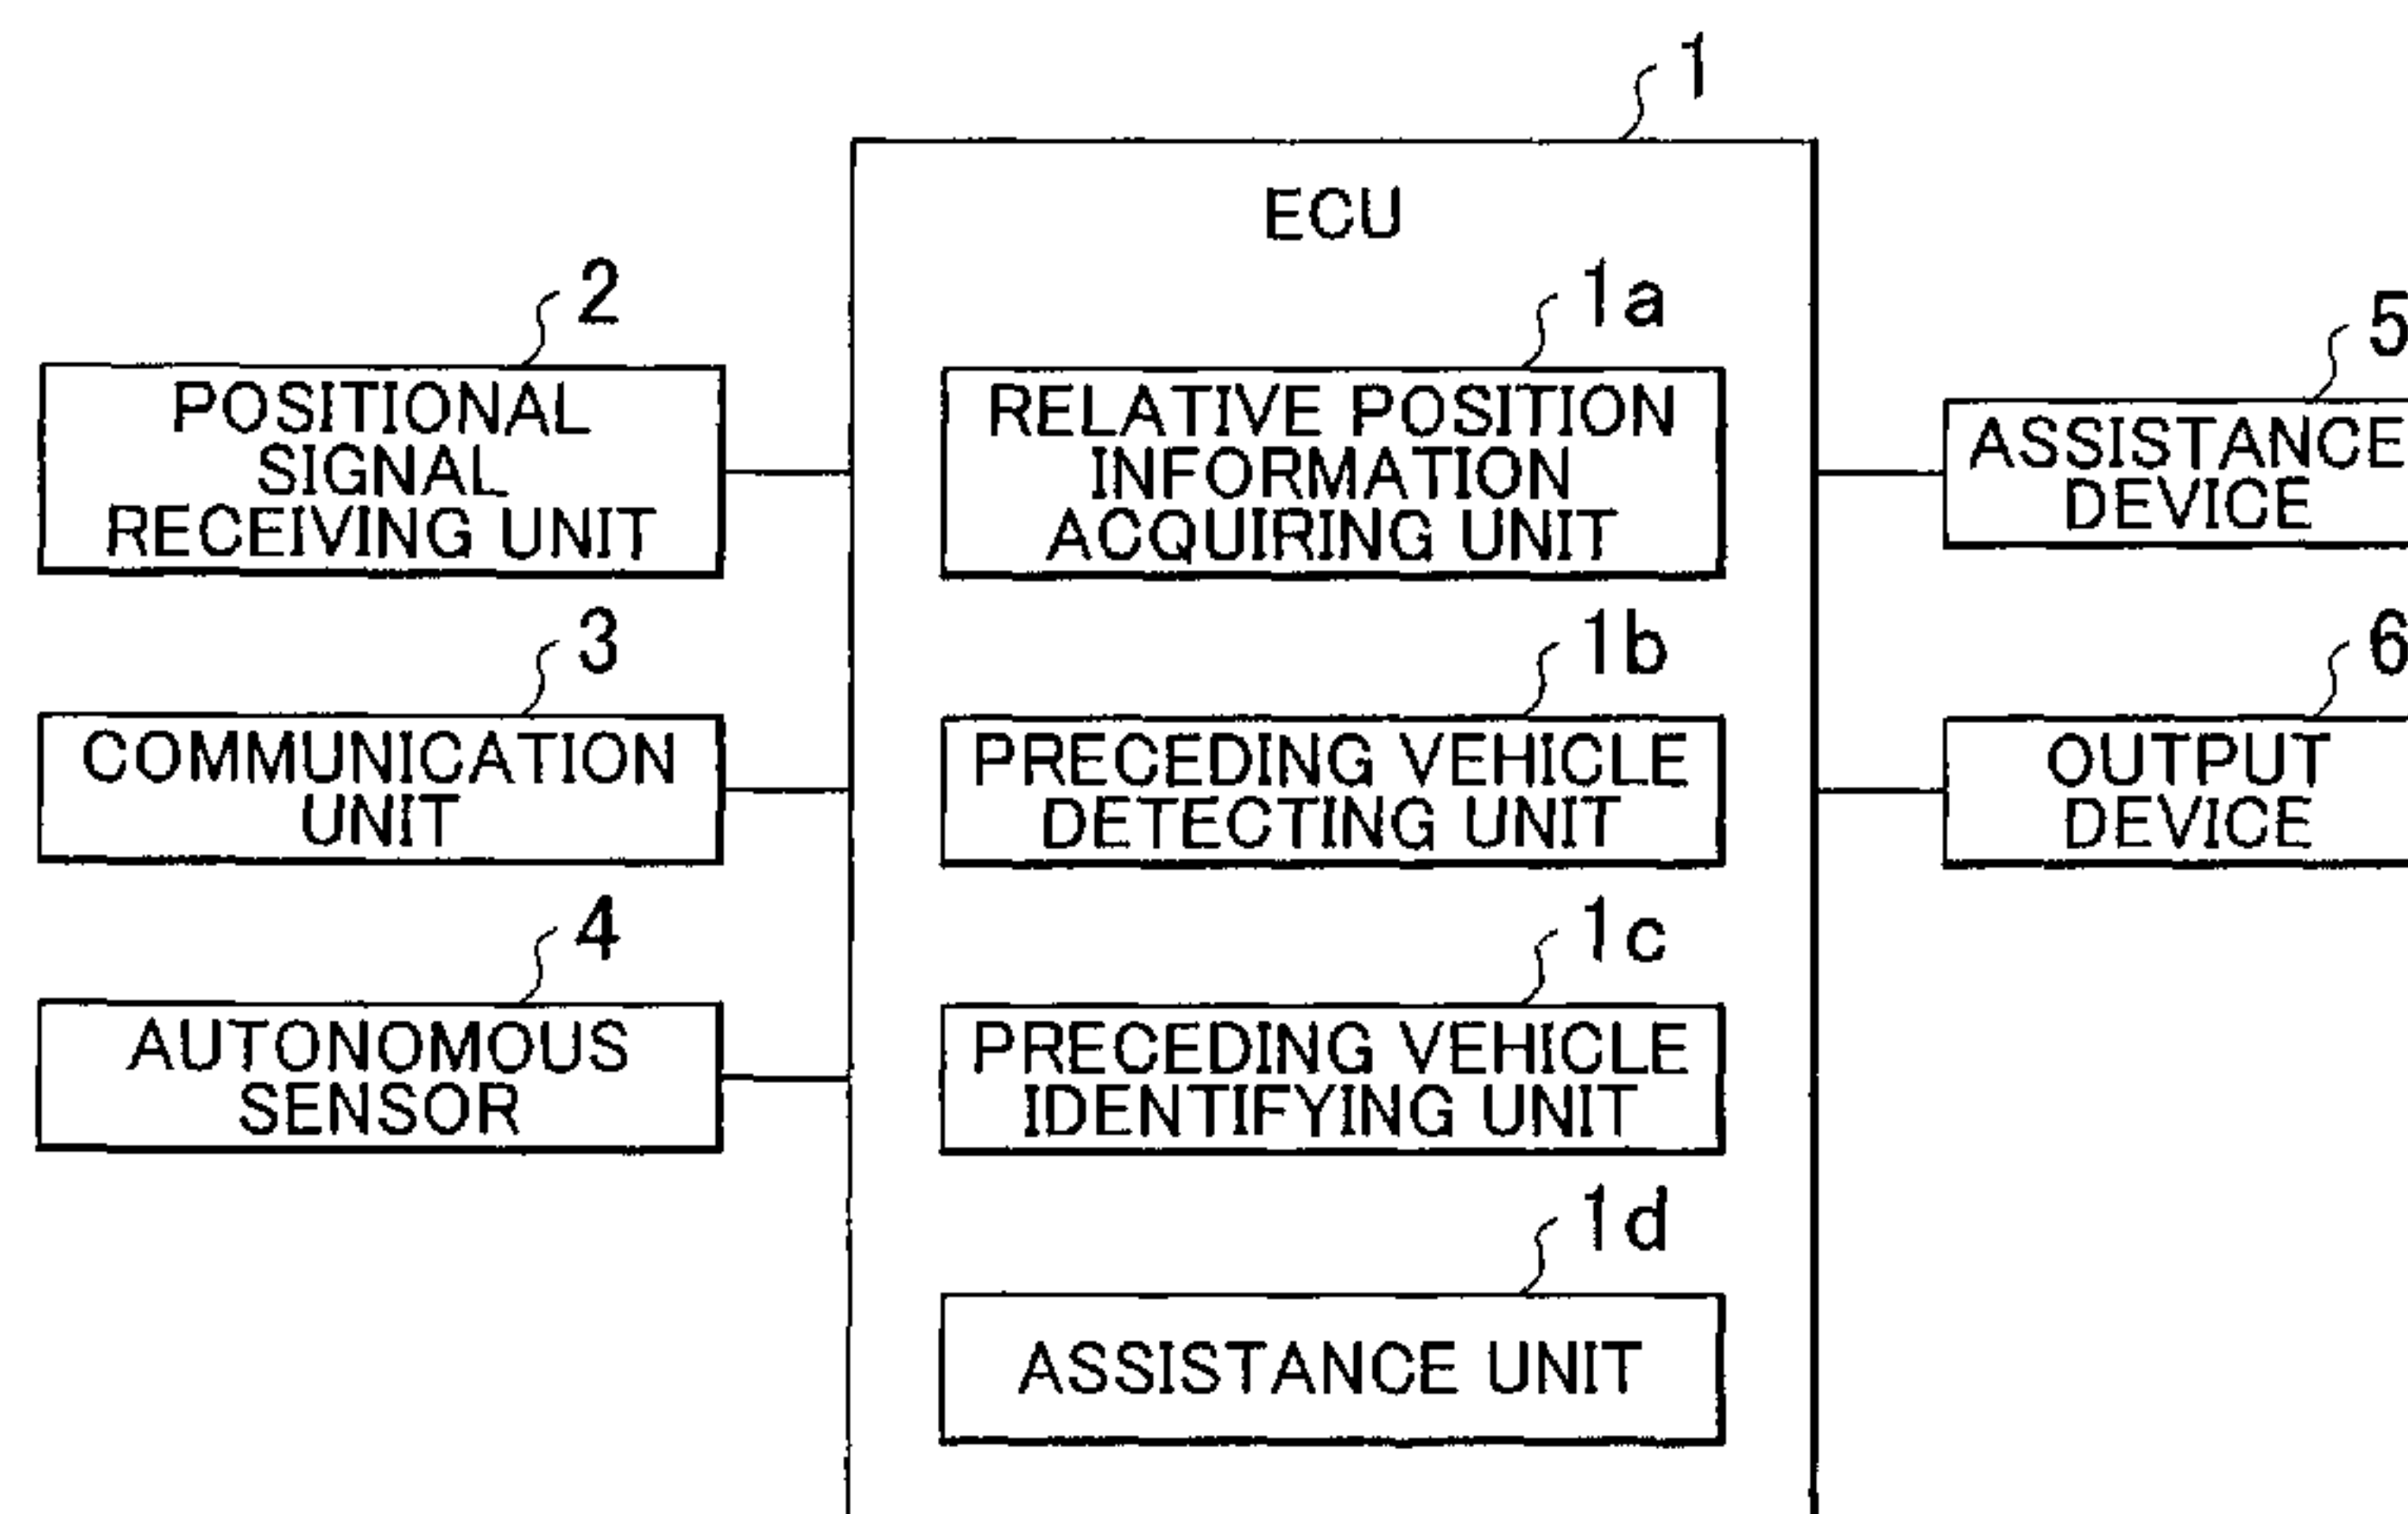 1
ECU
2
POSITIONAL
SIGNAL
RECEIVING UNIT
3
COMMUNICATION
UNIT
4
AUTONOMOUS
SENSOR
1a
RELATIVE POSITION
INFORMATION
ACQUIRING UNIT
1b
PRECEDING VEHICLE
DETECTING UNIT
1c
PRECEDING VEHICLE
IDENTIFYING UNIT
1d
ASSISTANCE UNIT
5
ASSISTANCE
DEVICE
6
OUTPUT
DEVICE